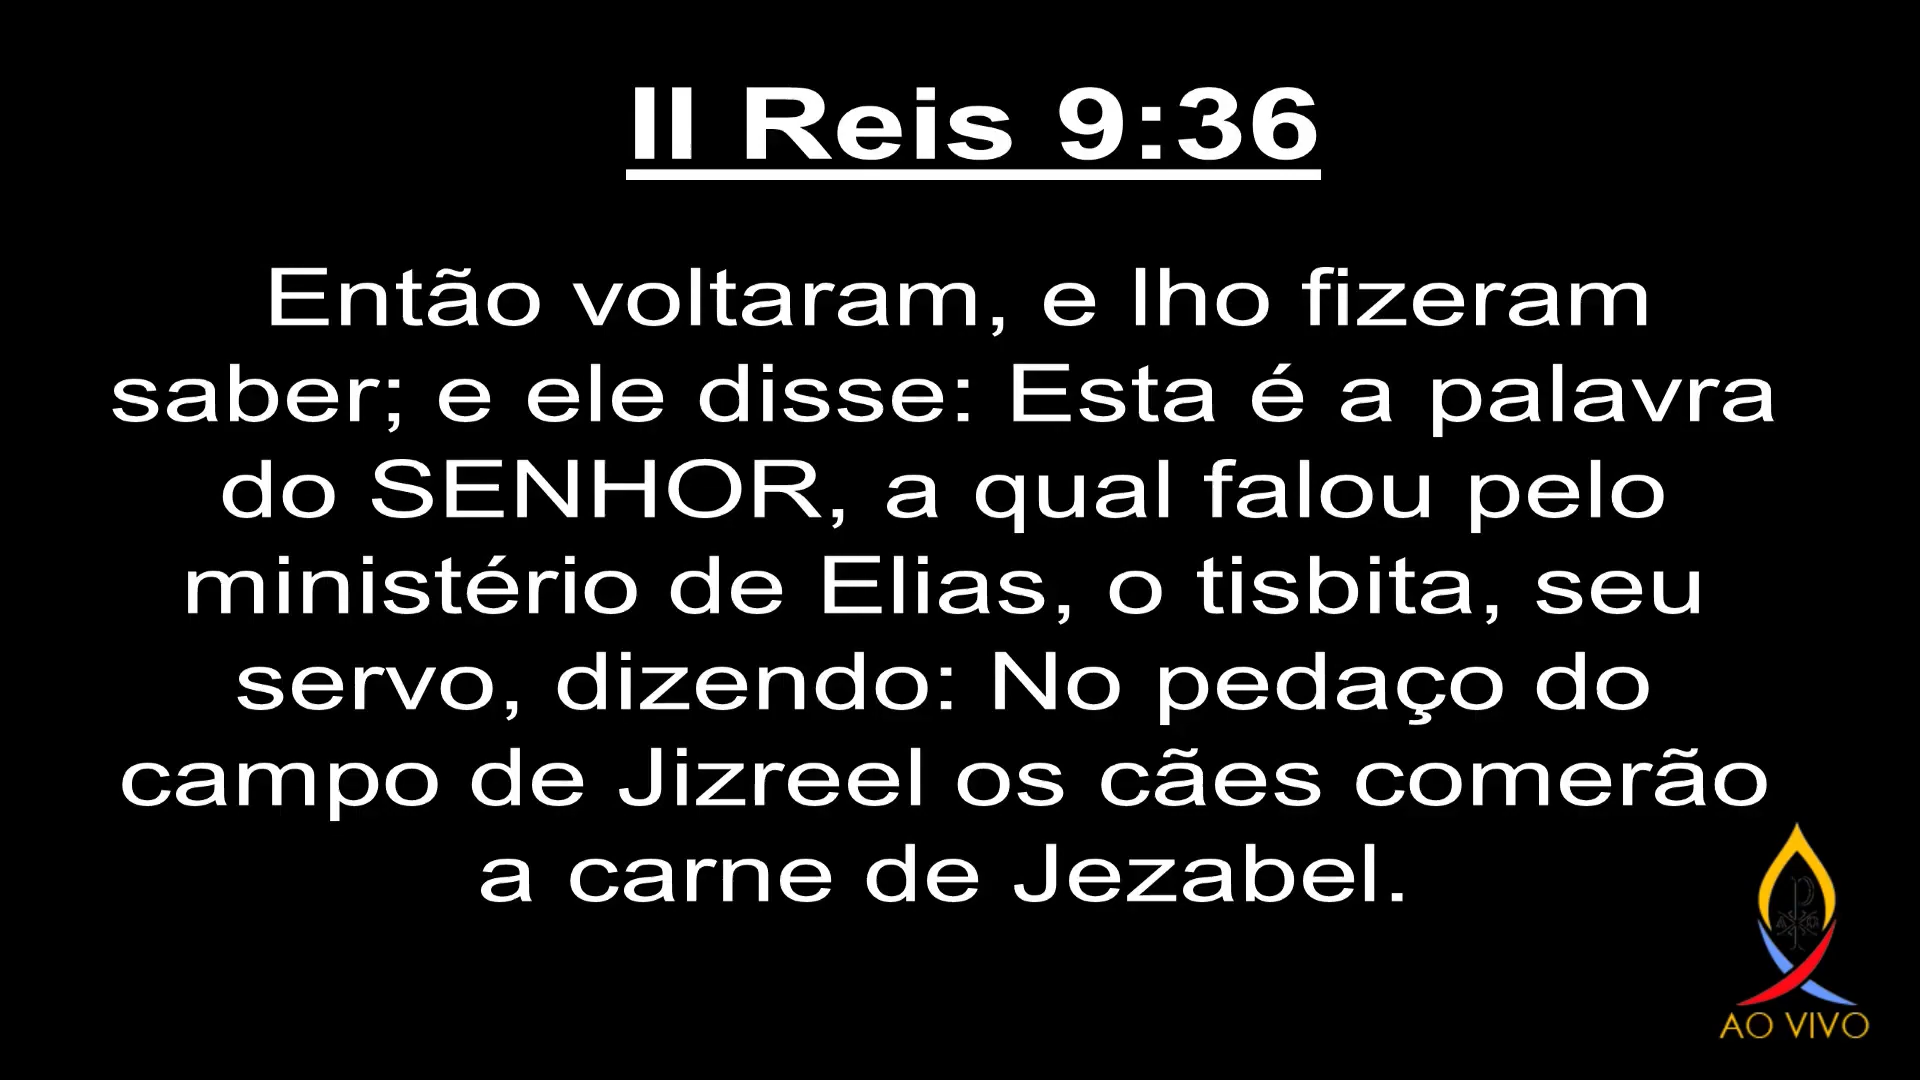 II Reis 9:36
Então voltaram, e lho fizeram
saber; e ele disse: Esta é a palavra
do SENHOR, a qual falou pelo
ministério de Elias, o tisbita, seu
servo, dizendo: No pedaço do
campo de Jizreel os cães comerão
a carne de Jezabel.
AO VIVO